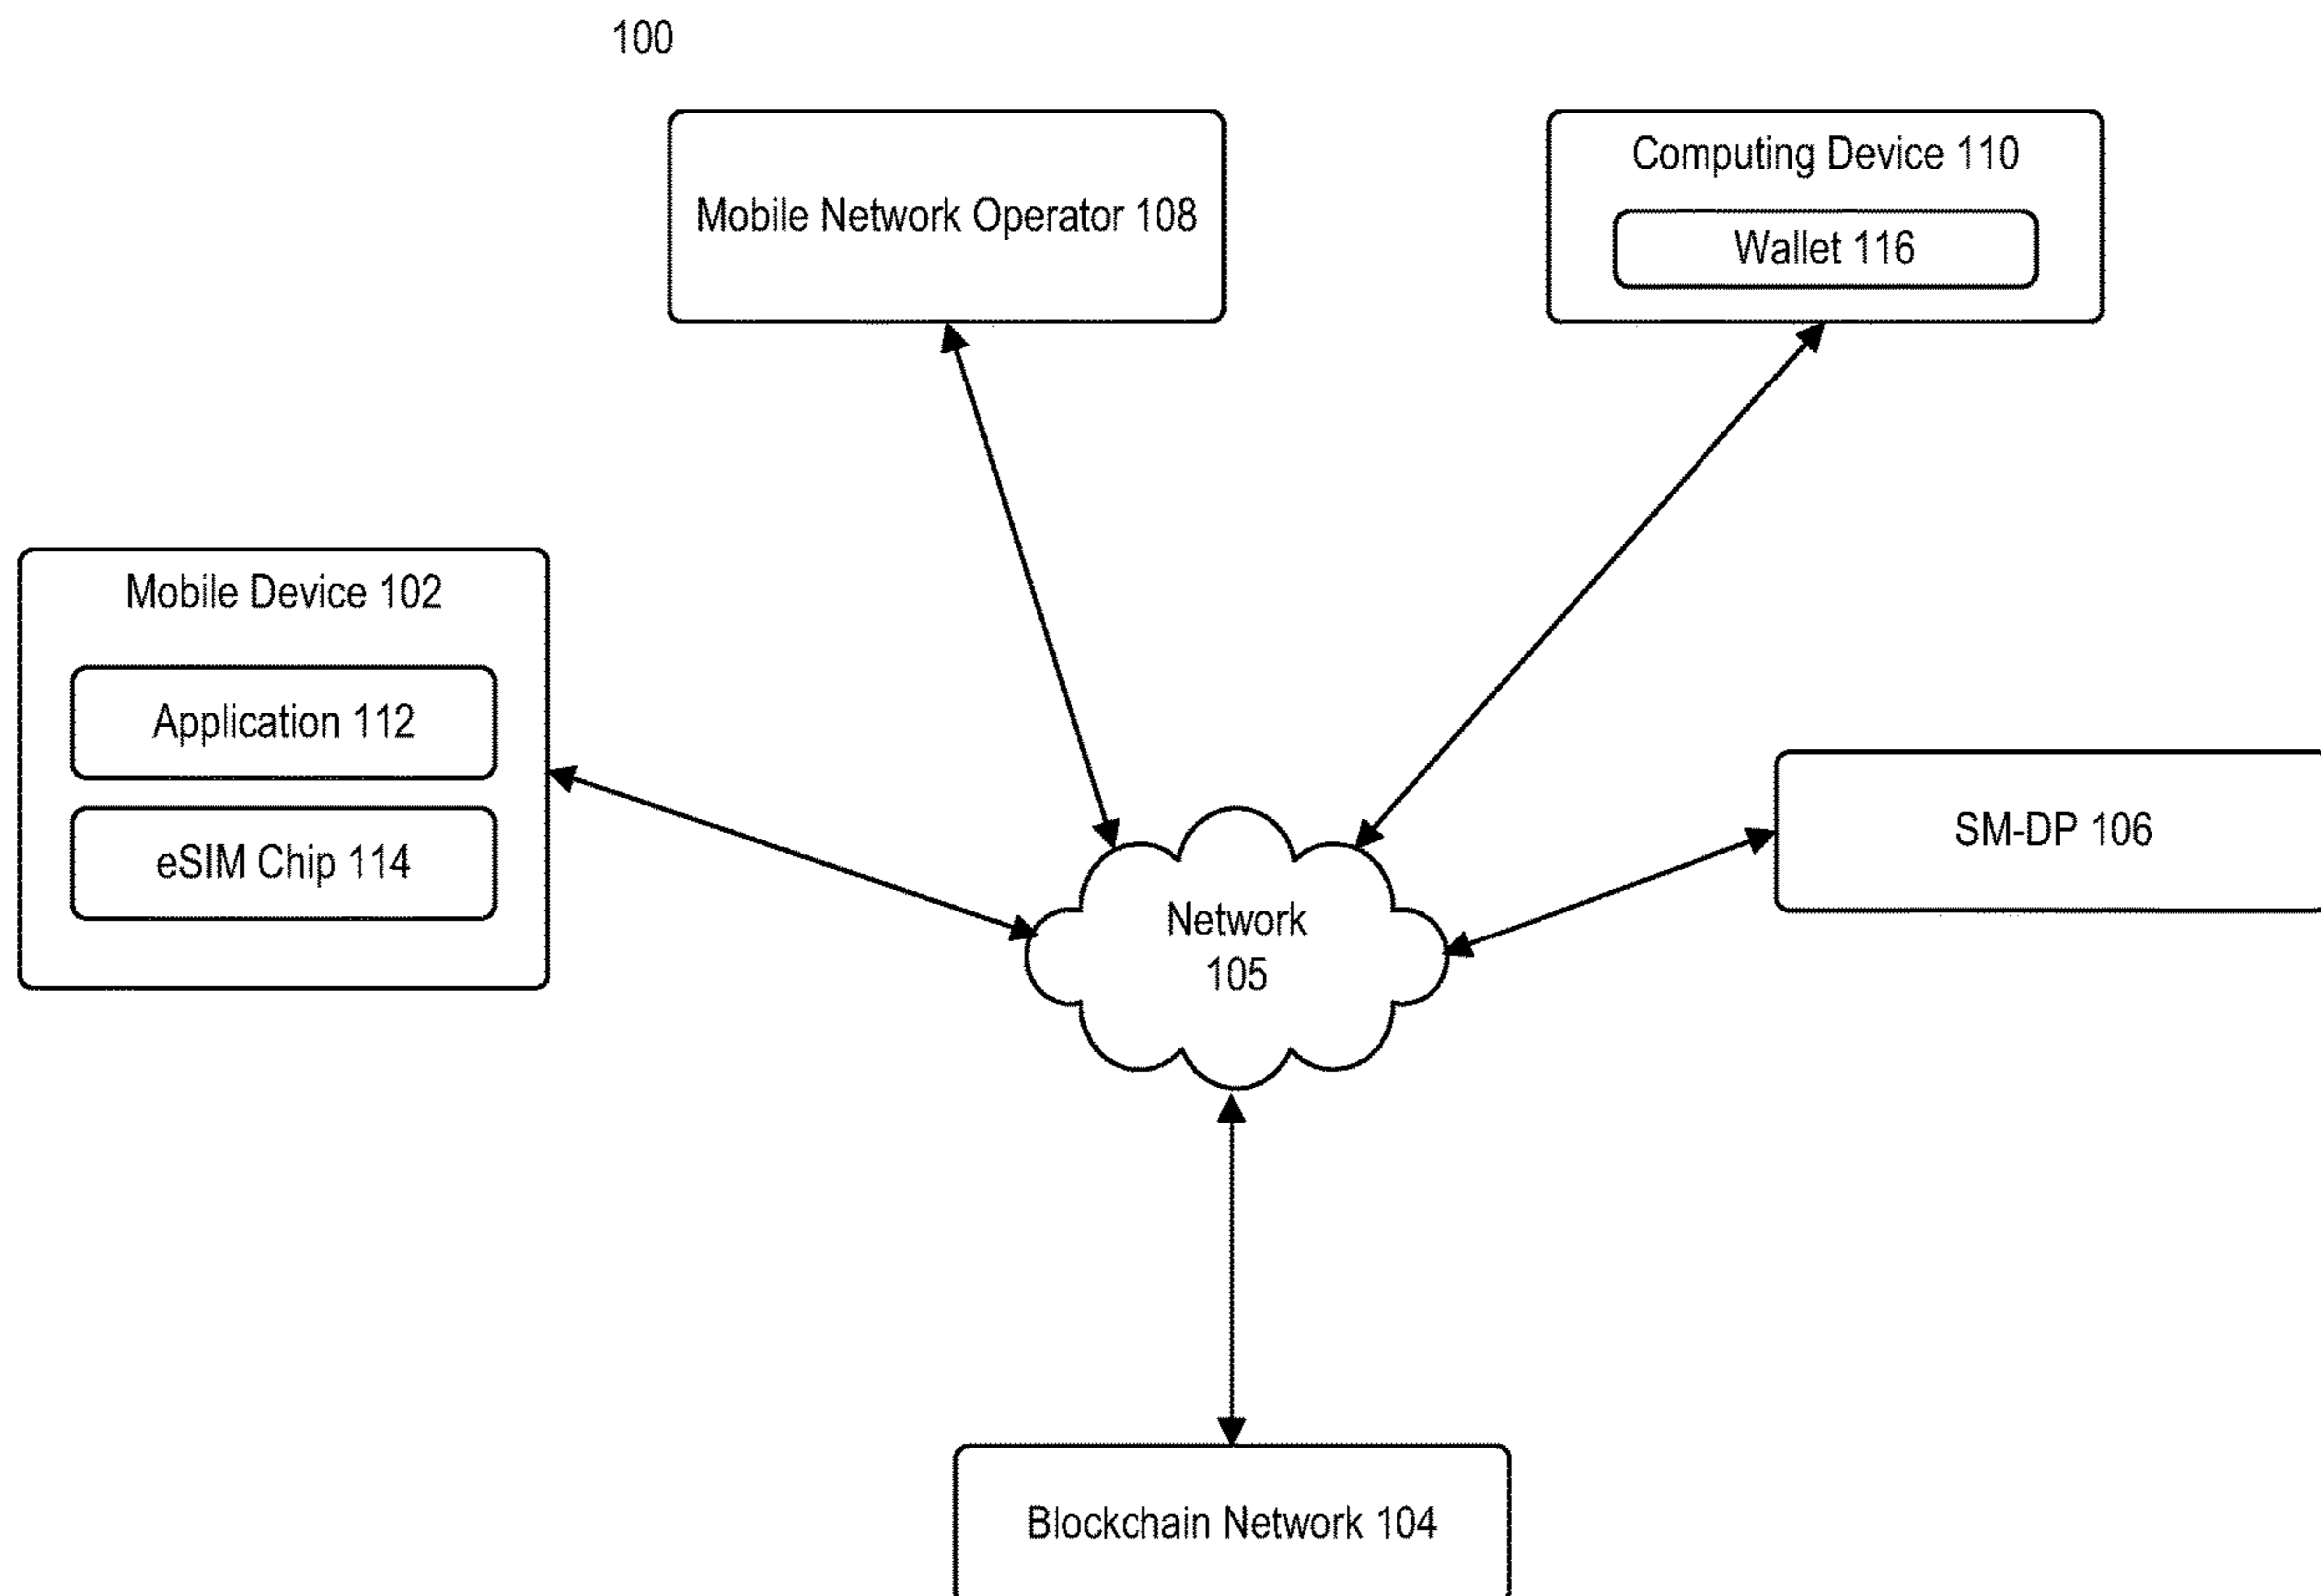 100
Mobile Network Operator 108
Computing Device 110
Wallet 116
Mobile Device 102
Application 112
eSIM Chip 114
SM-DP 106
Network
105
Blockchain Network 104